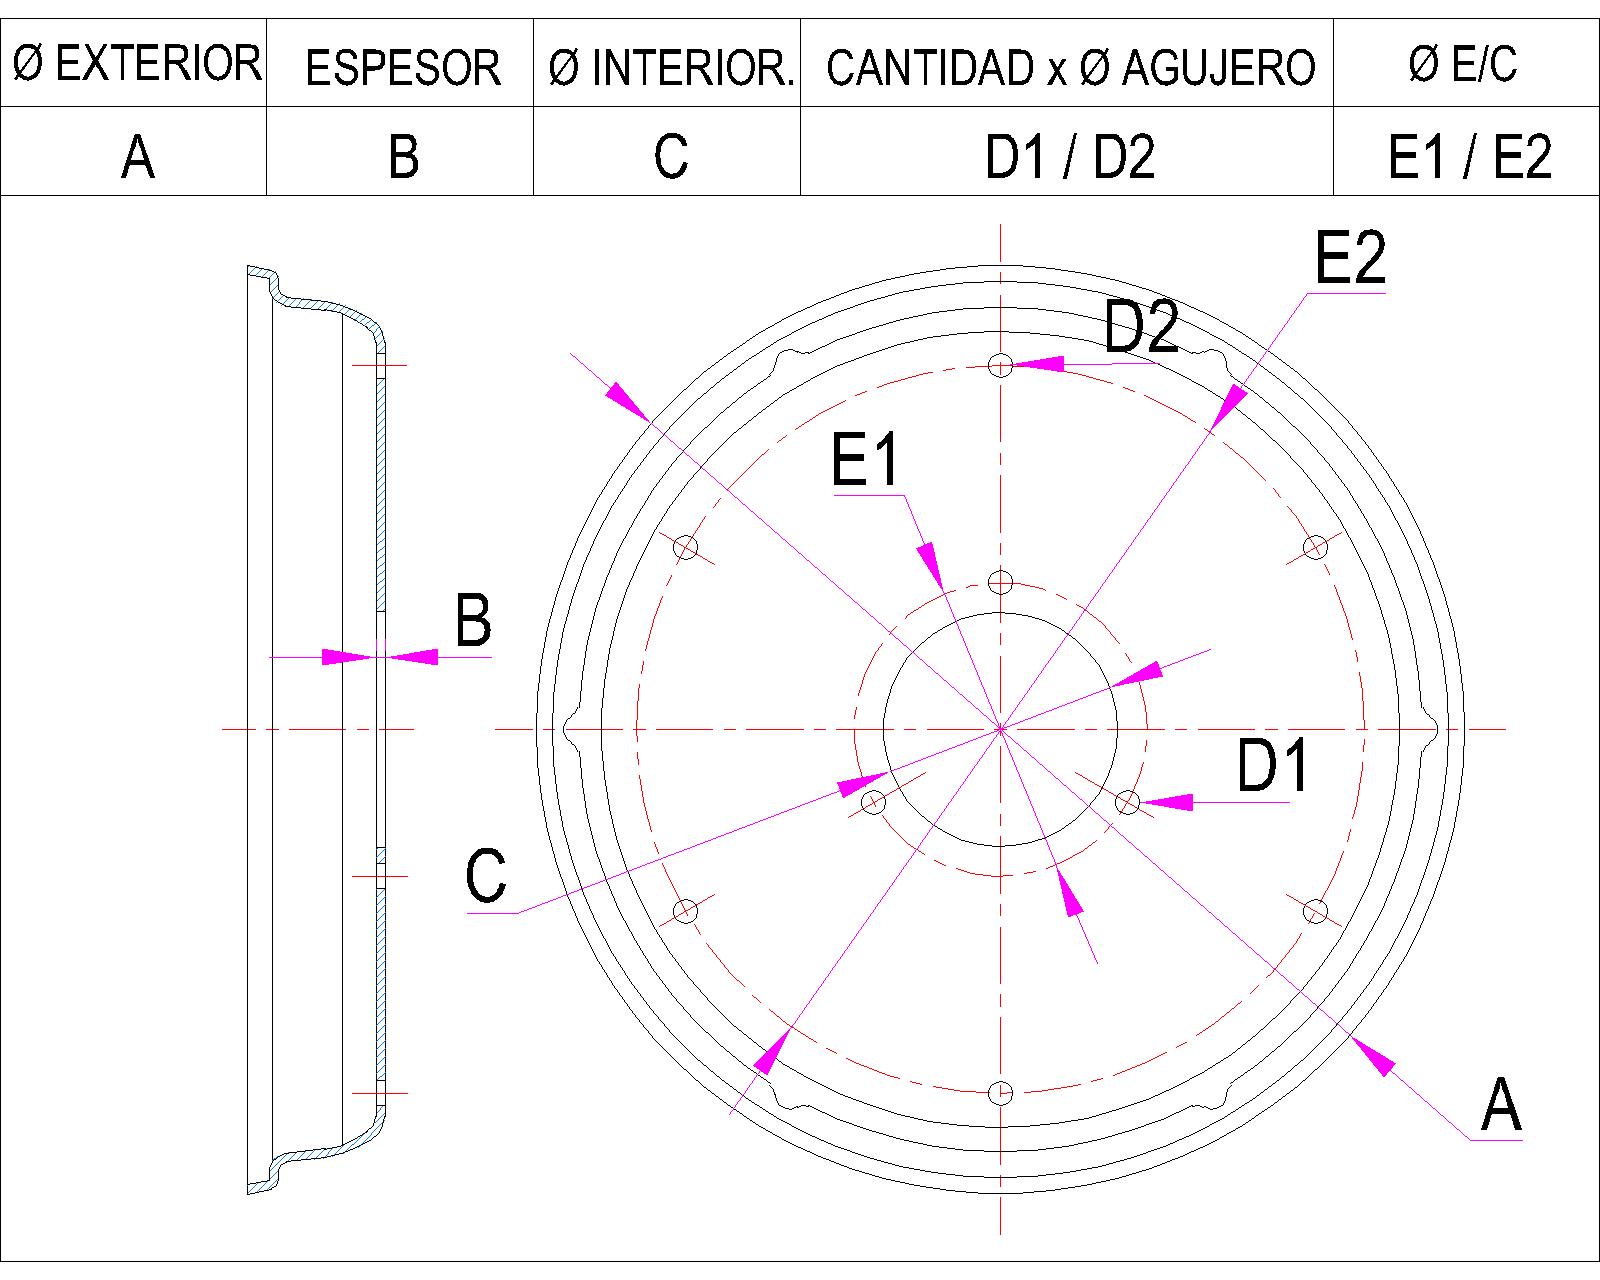 Ø EXTERIOR ESPESOR Ø INTERIOR. CANTIDAD x Ø AGUJERO Ø E/C
A B C D1 / D2 E1 / E2
E2
D2
E1
B
D1
C
A